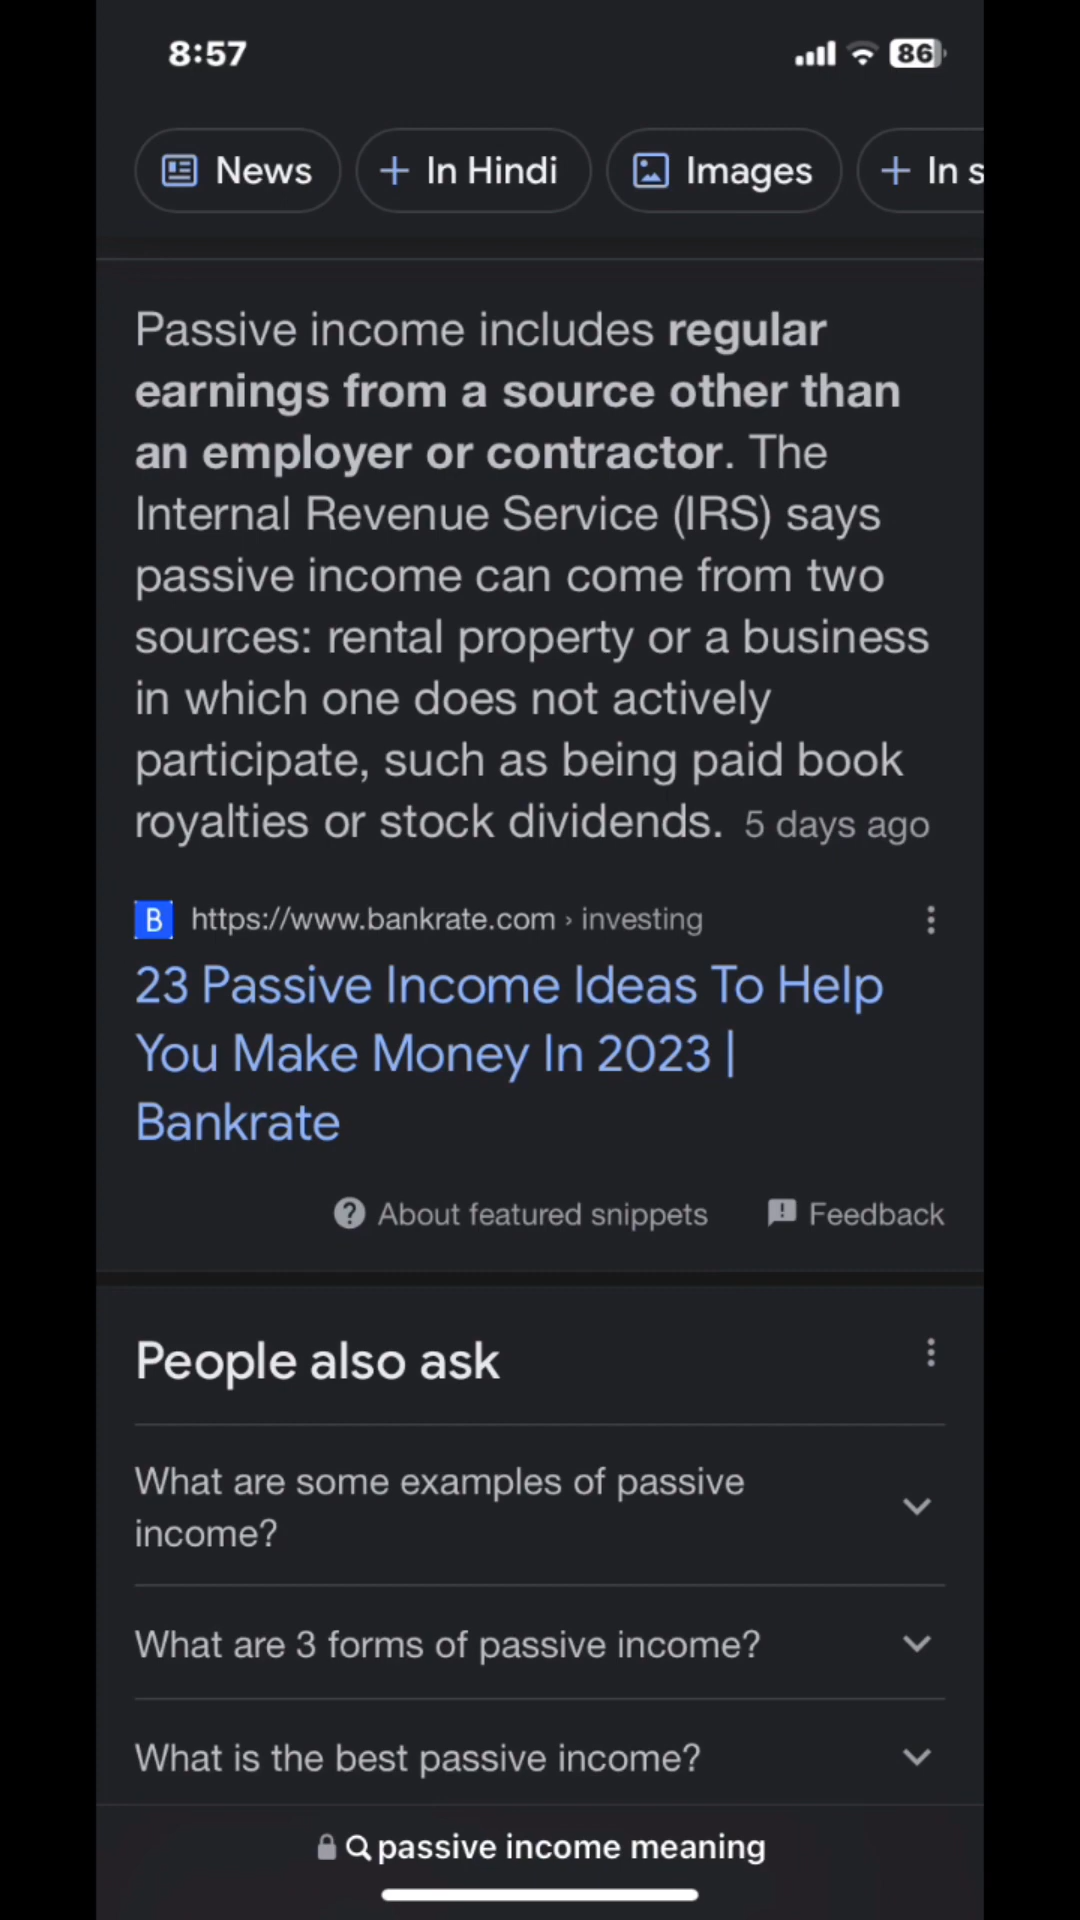 8:57
86
News
+ In Hindi
Images
+ In s
Passive income includes regular
earnings from a source other than
an employer or contractor. The
Internal Revenue Service (IRS) says
passive income can come from two
sources: rental property or a business
in which one does not actively
participate, such as being paid book
royalties or stock dividends. 5 days ago
B https://www.bankrate.com › investing
23 Passive Income Ideas To Help
You Make Money In 2023 |
Bankrate
About featured snippets
Feedback
People also ask
What are some examples of passive
income?
What are 3 forms of passive income?
What is the best passive income?
passive income meaning